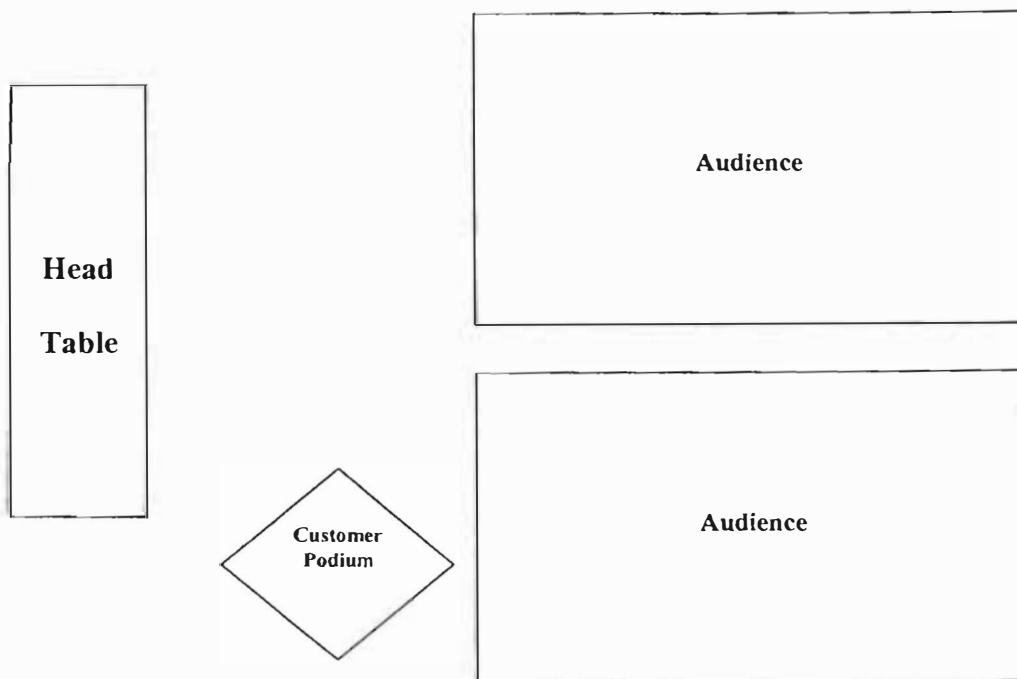 Head
Table
Audience
Customer
Podium
Audience